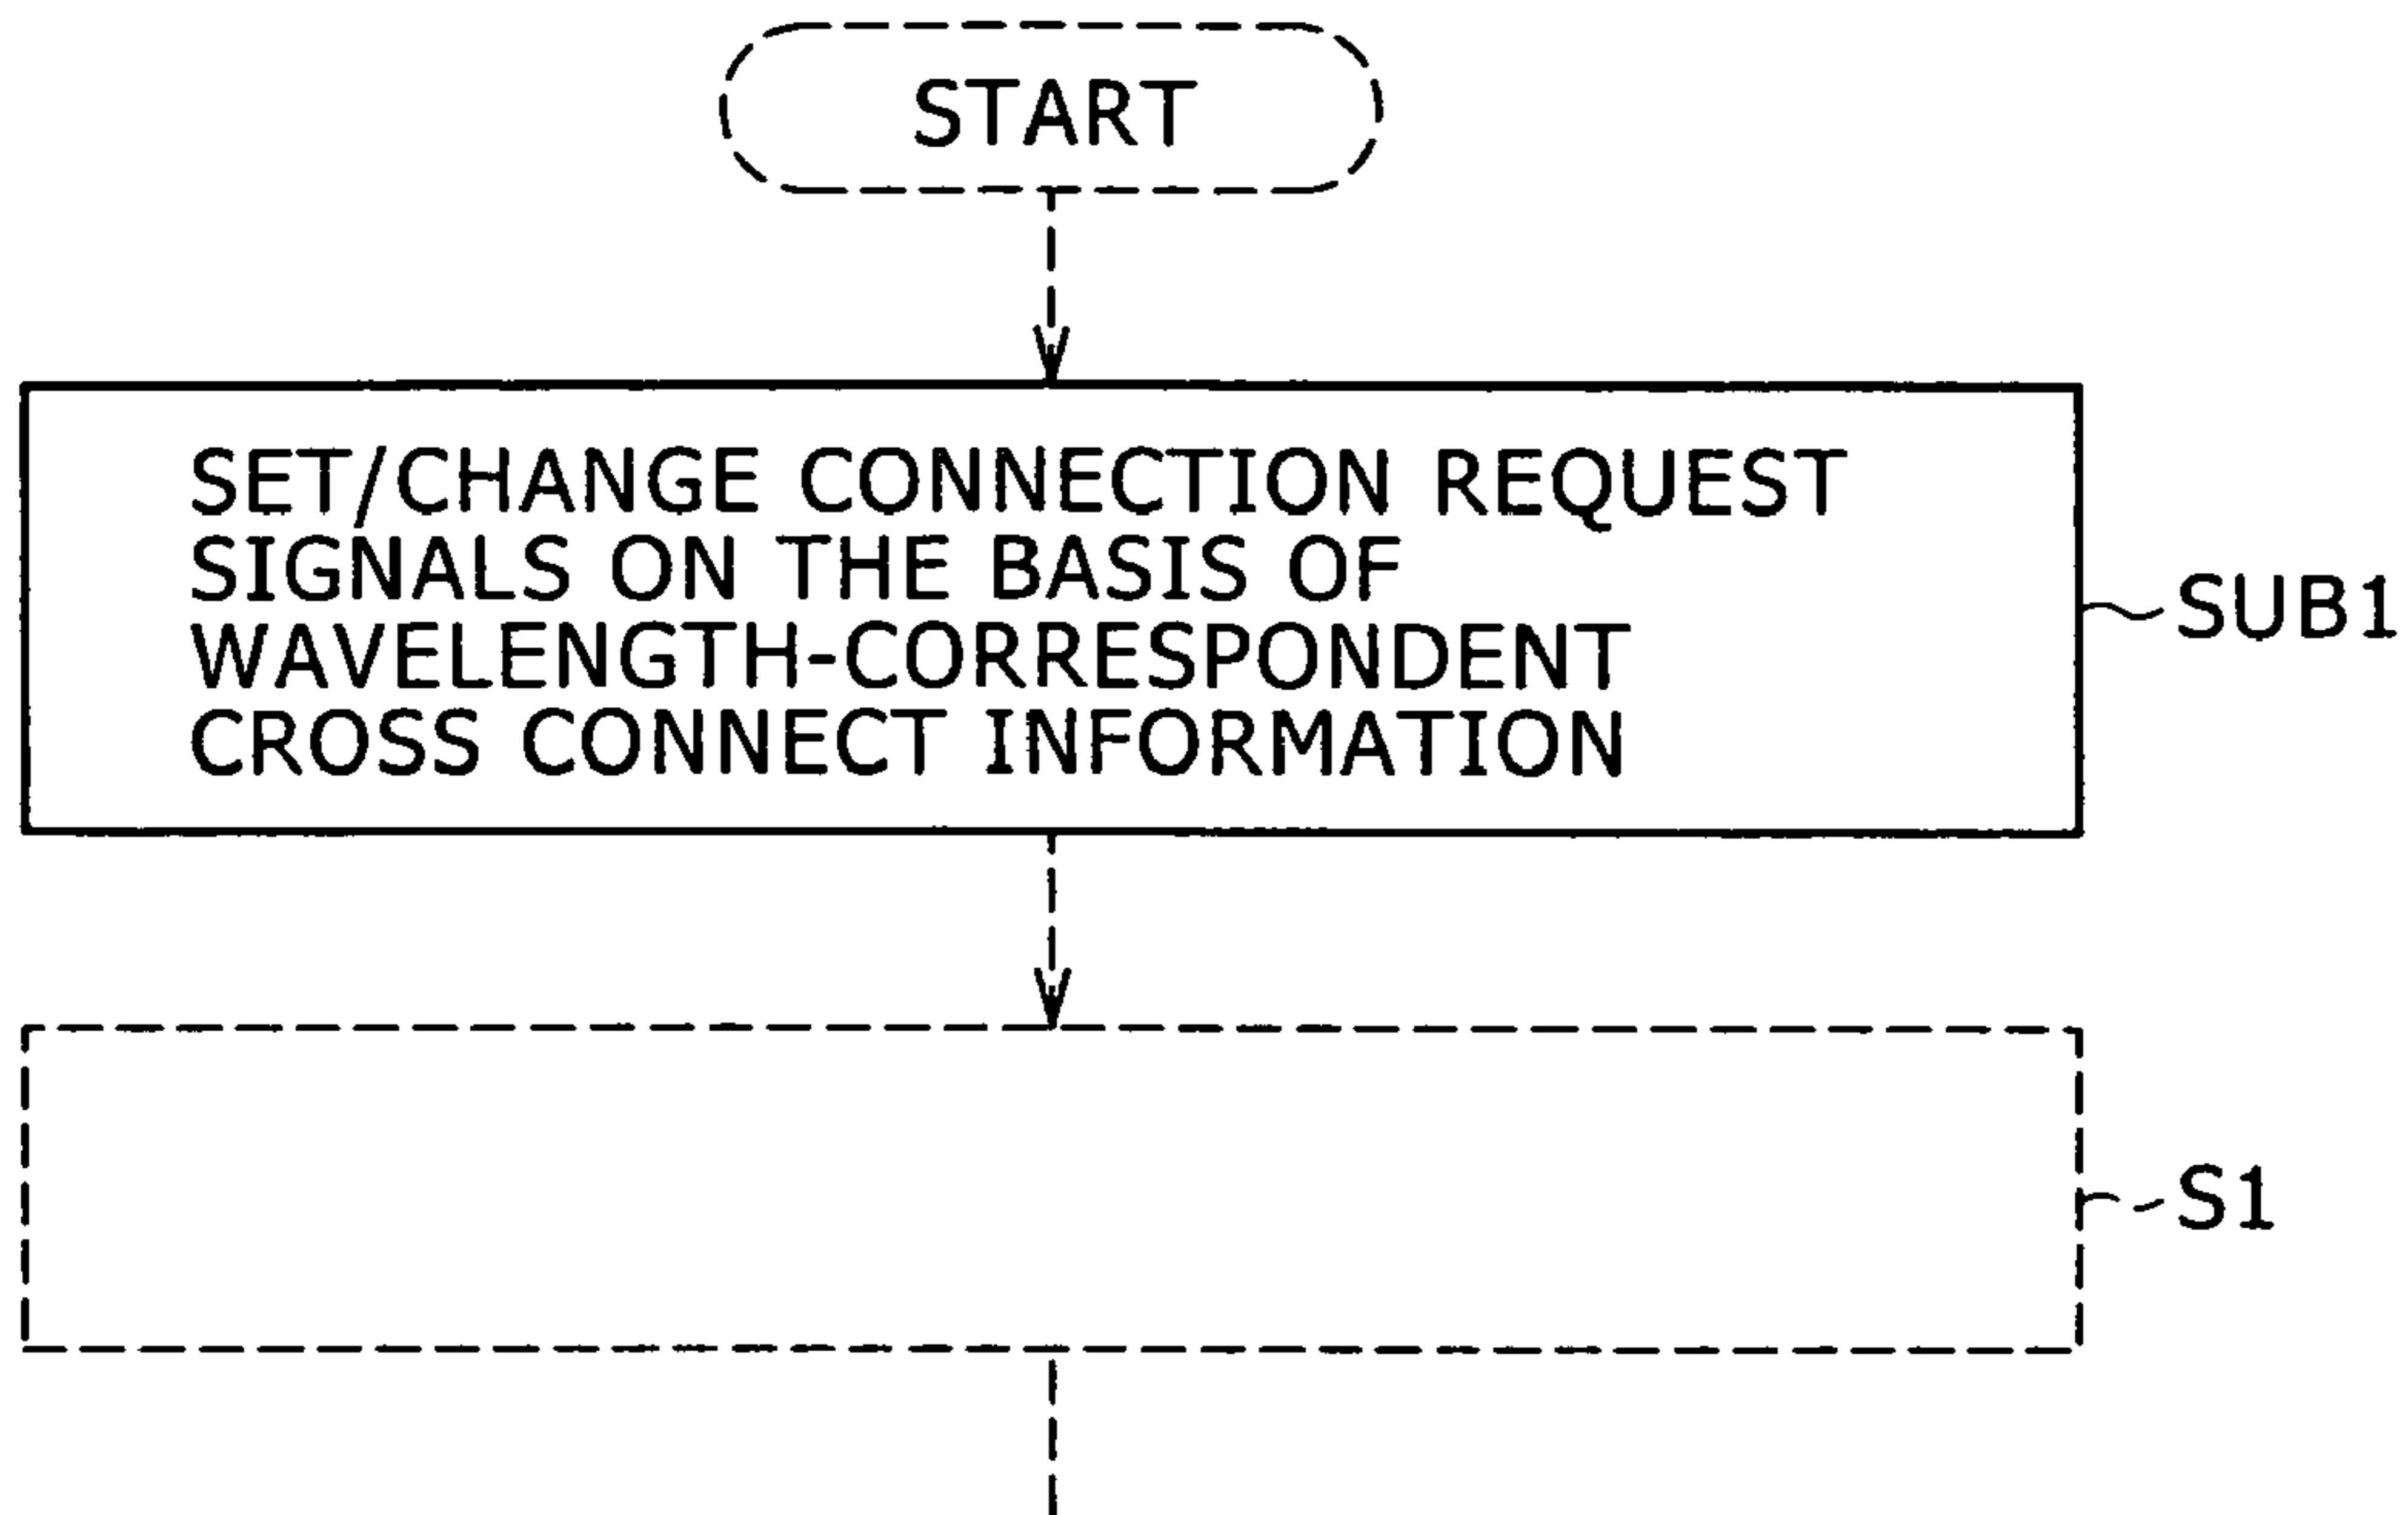 START
SET/CHANGE CONNECTION REQUEST
SIGNALS ON THE BASIS OF
WAVELENGTH-CORRESPONDENT
CROSS CONNECT INFORMATION
SUB1
S1